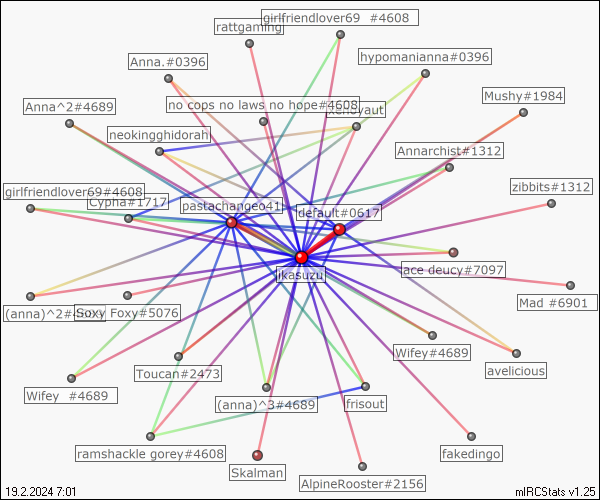 girlfriendlover69  #4608
rattgaming
hypomanianna#0396
Anna.#0396
Mushy#1984
no cops no laws no hope#4608
Anna^2#4689
neokingghidorah
Annarchist#1312
zibbits#1312
girlfriendlover69#4608
Cypha#1717
pastachangeo41
default#0617
ace deucy#7097
jikasuzu
Mad #6901
(anna)^2#4689
Soxy Foxy#5076
Wifey#4689
Toucan#2473
avelicious
Wifey  #4689
(anna)^3#4689
frisout
ramshackle gorey#4608
fakedingo
Skalman
AlpineRooster#2156
19.2.2024 7:01
mIRCStats v1.25